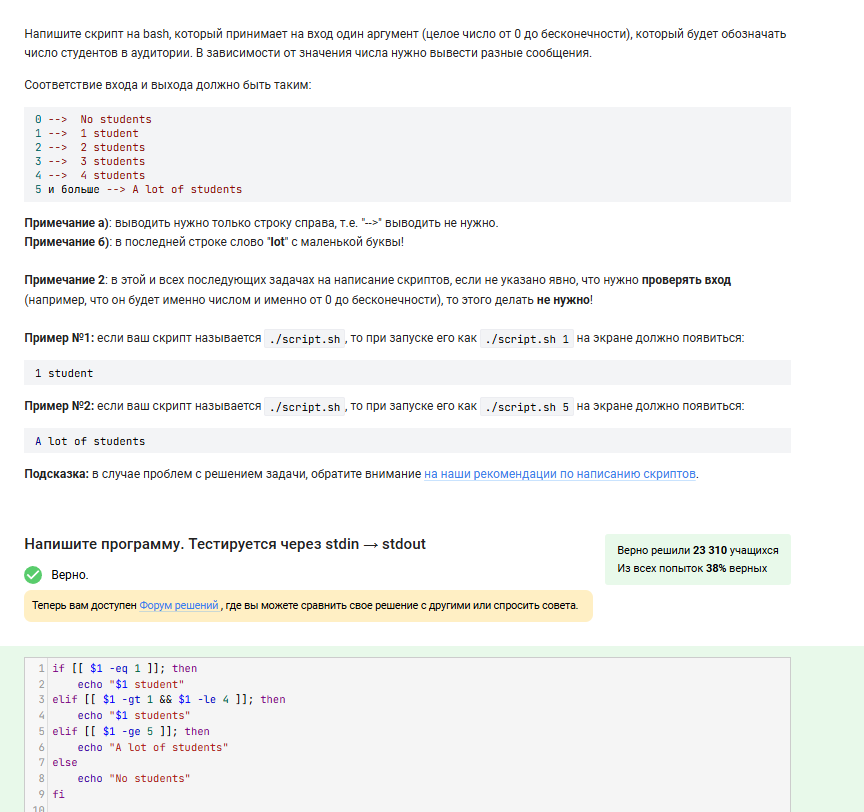 Напишите скрипт на bash, который принимает на вход один аргумент (целое число от 0 до бесконечности), который будет обозначать
число студентов в аудитории. В зависимости от значения числа нужно вывести разные сообщения.
Соответствие входа и выхода должно быть таким:
0 -->  No students
1 -->  1 student
2 -->  2 students
3 -->  3 students
4 -->  4 students
5 и больше --> A lot of students
Примечание а): выводить нужно только строку справа, т.е. "-->" выводить не нужно.
Примечание б): в последней строке слово "lot" с маленькой буквы!
Примечание 2: в этой и всех последующих задачах на написание скриптов, если не указано явно, что нужно проверять вход
(например, что он будет именно числом и именно от 0 до бесконечности), то этого делать не нужно!
Пример №1: если ваш скрипт называется ./script.sh, то при запуске его как ./script.sh 1 на экране должно появиться:
1 student
Пример №2: если ваш скрипт называется ./script.sh, то при запуске его как ./script.sh 5 на экране должно появиться:
A lot of students
Подсказка: в случае проблем с решением задачи, обратите внимание на наши рекомендации по написанию скриптов.
Напишите программу. Тестируется через stdin → stdout
Верно решили 23 310 учащихся
Из всех попыток 38% верных
Верно.
Теперь вам доступен Форум решений, где вы можете сравнить свое решение с другими или спросить совета.
1 if [[ $1 -eq 1 ]]; then
2     echo "$1 student"
3 elif [[ $1 -gt 1 && $1 -le 4 ]]; then
4     echo "$1 students"
5 elif [[ $1 -ge 5 ]]; then
6     echo "A lot of students"
7 else
8     echo "No students"
9 fi
10